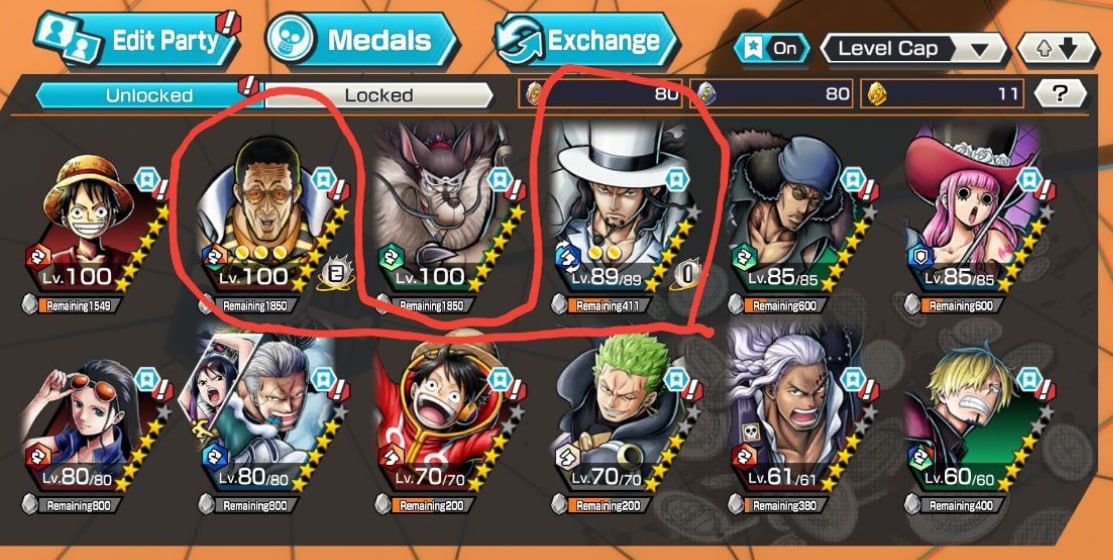 Edit Party Medals Exchange On Level Cap
Unlocked Locked 80 80 11 ?
Lv.100 Lv.100 2 Lv.100 Lv.89/89 0 Lv.85/85 Lv.85/85
Remaining1549 Remaining1850 Remaining1850 Remaining411 Remaining600 Remaining600
Lv.80/80 Lv.80/80 Lv.70/70 Lv.70/70 Lv.61/61 Lv.60/60
Remaining800 Remaining800 Remaining200 Remaining200 Remaining380 Remaining400